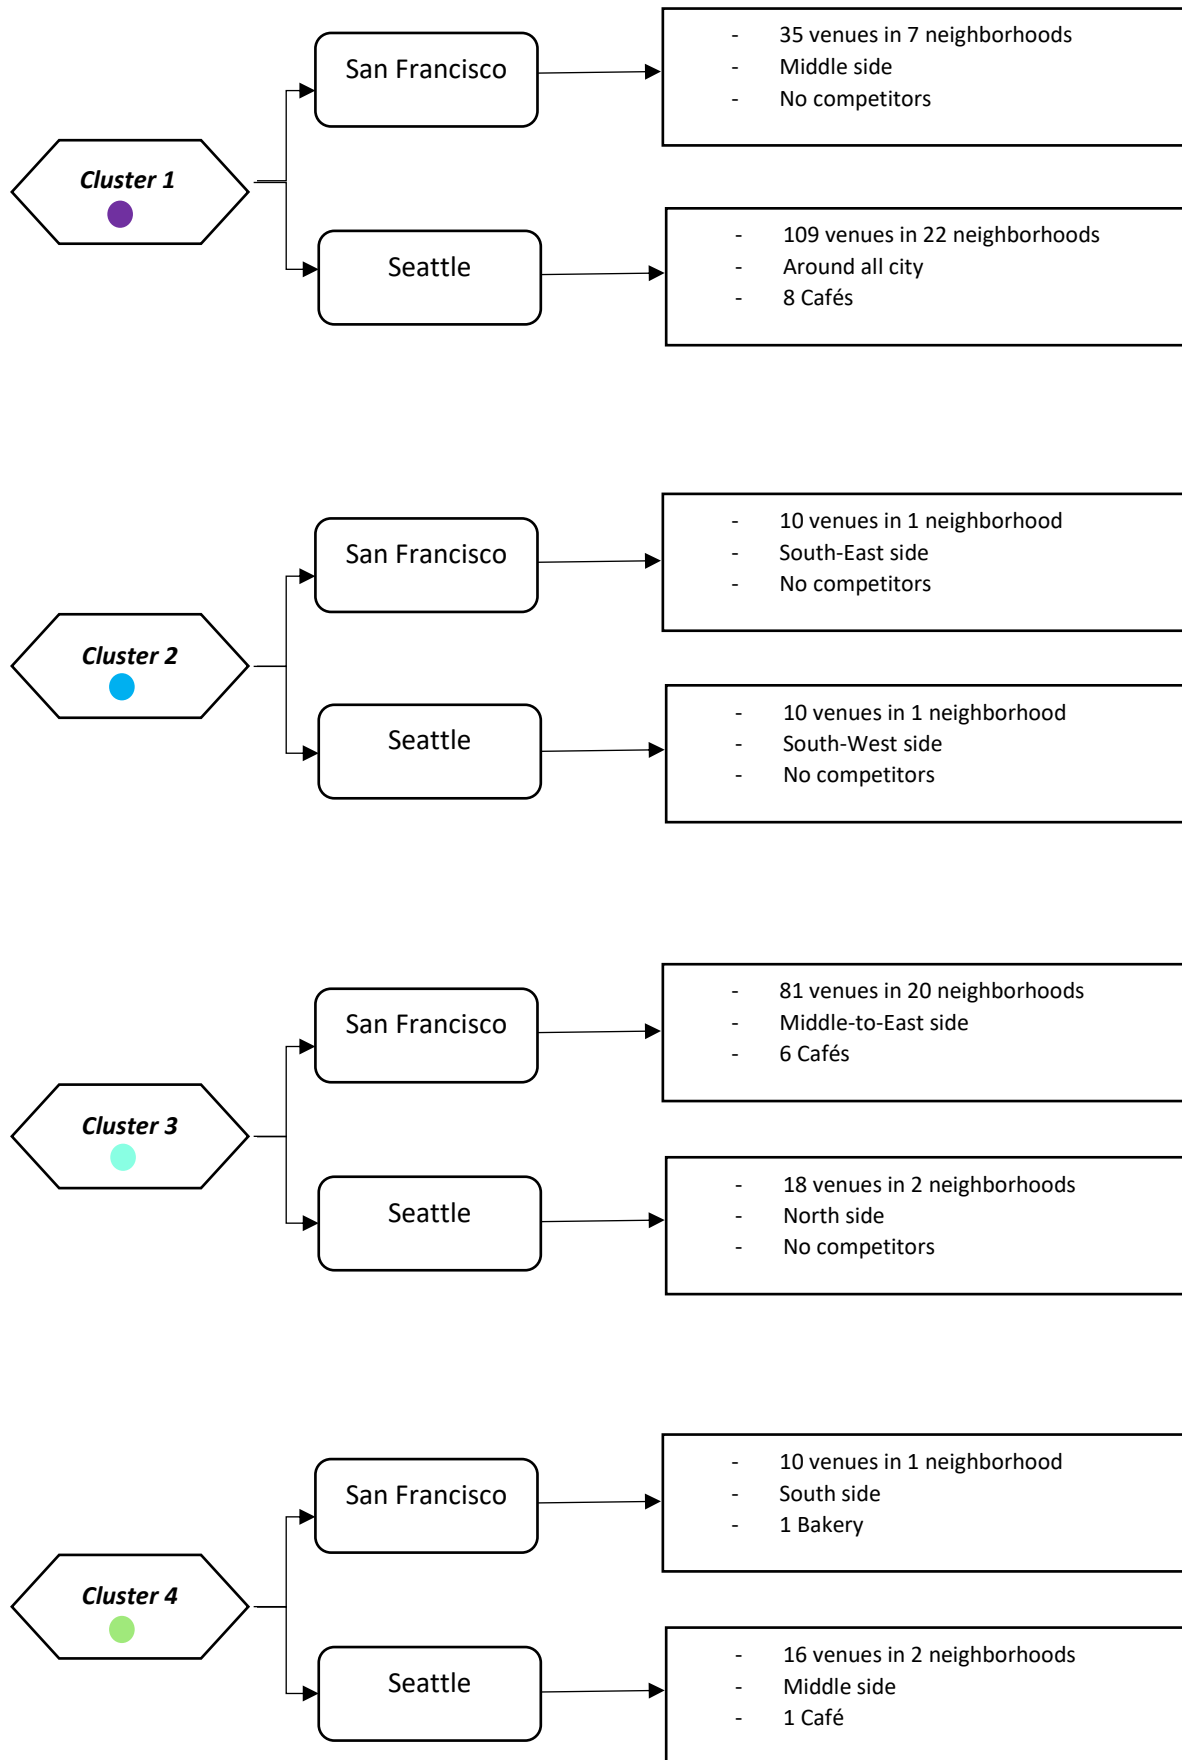 Cluster 1
San Francisco
- 35 venues in 7 neighborhoods
- Middle side
- No competitors
Seattle
- 109 venues in 22 neighborhoods
- Around all city
- 8 Cafés
Cluster 2
San Francisco
- 10 venues in 1 neighborhood
- South-East side
- No competitors
Seattle
- 10 venues in 1 neighborhood
- South-West side
- No competitors
Cluster 3
San Francisco
- 81 venues in 20 neighborhoods
- Middle-to-East side
- 6 Cafés
Seattle
- 18 venues in 2 neighborhoods
- North side
- No competitors
Cluster 4
San Francisco
- 10 venues in 1 neighborhood
- South side
- 1 Bakery
Seattle
- 16 venues in 2 neighborhoods
- Middle side
- 1 Café